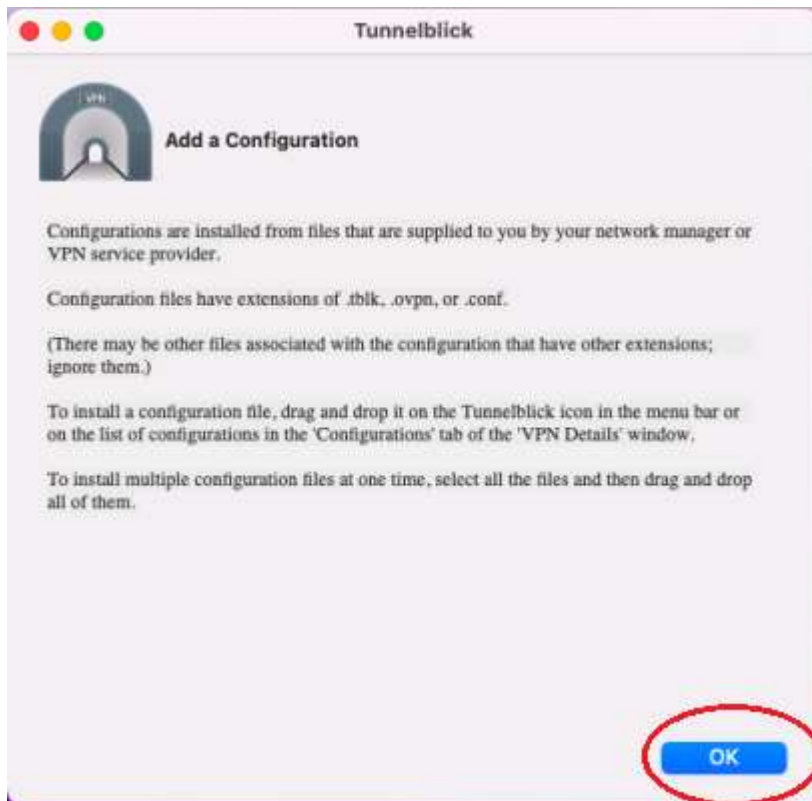 Tunnelblick
VPN
Add a Configuration
Configurations are installed from files that are supplied to you by your network manager or
VPN service provider.
Configuration files have extensions of .tblk, .ovpn, or .conf.
(There may be other files associated with the configuration that have other extensions;
ignore them.)
To install a configuration file, drag and drop it on the Tunnelblick icon in the menu bar or
on the list of configurations in the 'Configurations' tab of the 'VPN Details' window.
To install multiple configuration files at one time, select all the files and then drag and drop
all of them.
OK